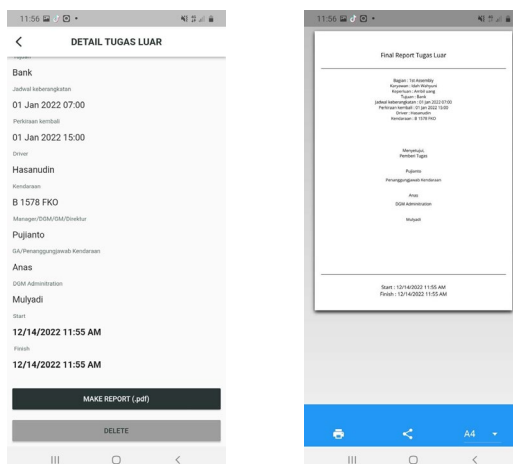 11:56
DETAIL TUGAS LUAR
Bank
Jadwal keberangkatan
01 Jan 2022 07:00
Perkiraan kembali
01 Jan 2022 15:00
Driver
Hasanudin
Kendaraan
B 1578 FKO
Manager/DGM/GM/Direktur
Pujianto
GA/Penanggungjawab Kendaraan
Anas
DGM Adminitration
Mulyadi
Start
12/14/2022 11:55 AM
Finish
12/14/2022 11:55 AM
MAKE REPORT (.pdf)
DELETE
11:56
Final Report Tugas Luar
Bagian : 1st Assembly
Karyawan : Idah Wahyuni
Keperluan : Ambil uang
Tujuan : Bank
Jadwal keberangkatan : 01 Jan 2022 07:00
Perkiraan kembali : 01 Jan 2022 15:00
Driver : Hasanudin
Kendaraan : B 1578 FKO
Menyetujui,
Pemberi Tugas
Pujianto
Penanggungjawab Kendaraan
Anas
DGM Adminitration
Mulyadi
Start : 12/14/2022 11:55 AM
Finish : 12/14/2022 11:55 AM
A4